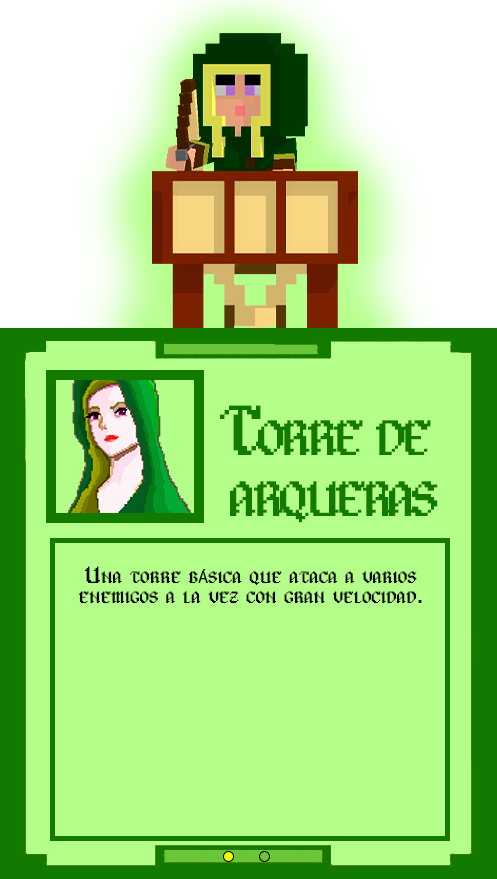 Torre de
arqueras
Una torre básica que ataca a varios
enemigos a la vez con gran velocidad.